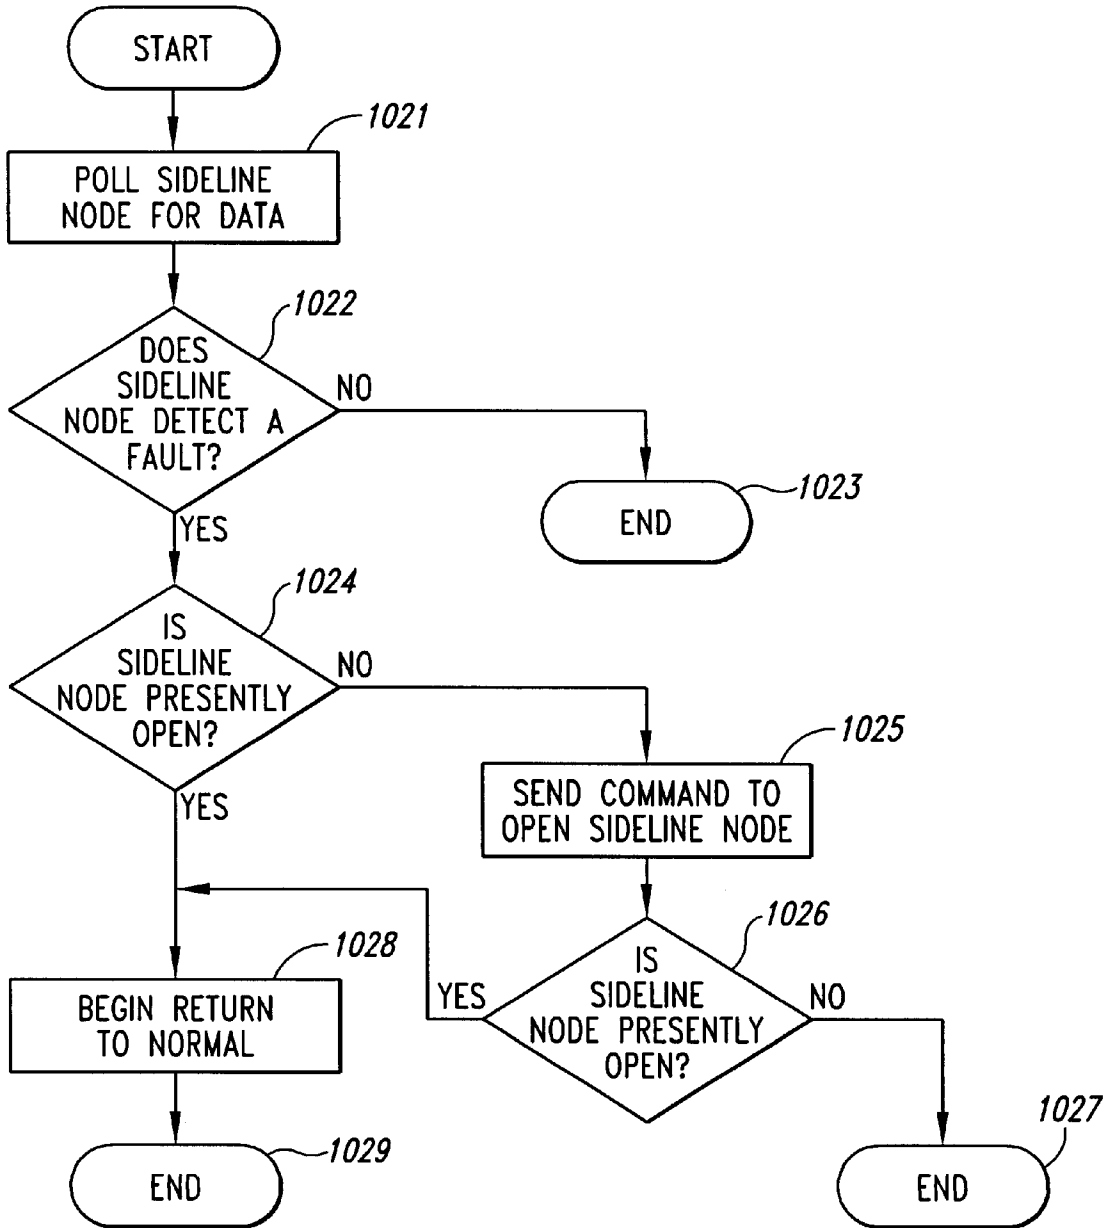 START
1021
POLL SIDELINE
NODE FOR DATA
1022
DOES
SIDELINE
NODE DETECT A
FAULT?
NO
YES
1023
END
1024
IS
SIDELINE
NODE PRESENTLY
OPEN?
NO
YES
1025
SEND COMMAND TO
OPEN SIDELINE NODE
1026
IS
SIDELINE
NODE PRESENTLY
OPEN?
YES
NO
1028
BEGIN RETURN
TO NORMAL
1029
END
1027
END